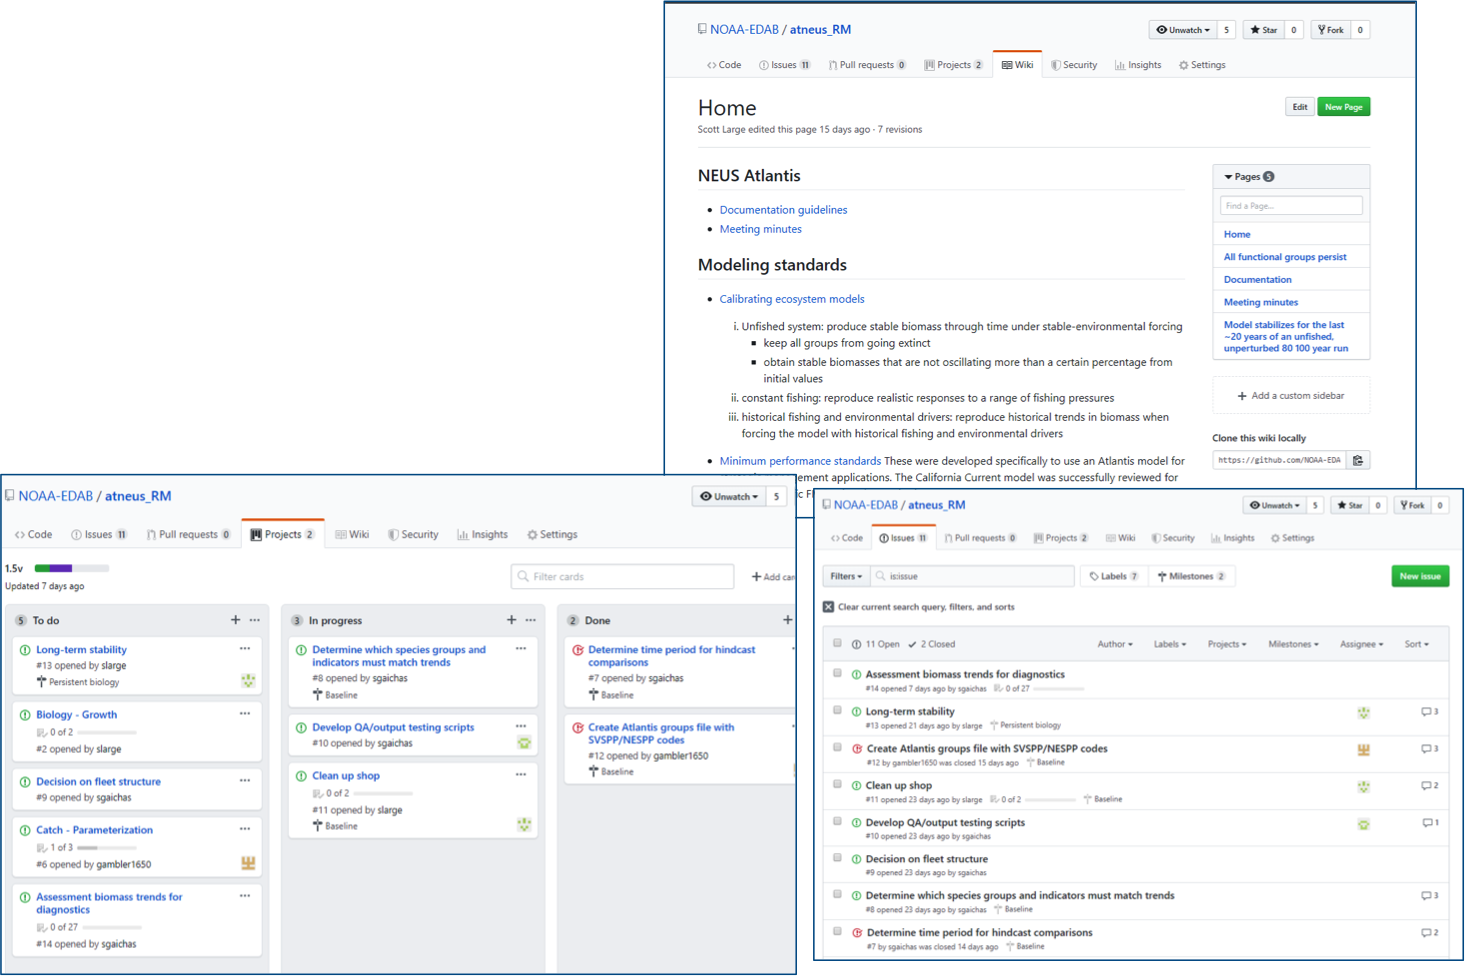 NOAA-EDAB / atneus_RM
Unwatch 5 Star 0 Fork 0
Code Issues 11 Pull requests 0 Projects 2 Wiki Security Insights Settings
Home
Edit New Page
Scott Large edited this page 15 days ago · 7 revisions
NEUS Atlantis
Documentation guidelines
Meeting minutes
Modeling standards
Calibrating ecosystem models
i. Unfished system: produce stable biomass through time under stable-environmental forcing
keep all groups from going extinct
obtain stable biomasses that are not oscillating more than a certain percentage from
initial values
ii. constant fishing: reproduce realistic responses to a range of fishing pressures
iii. historical fishing and environmental drivers: reproduce historical trends in biomass when
forcing the model with historical fishing and environmental drivers
Minimum performance standards These were developed specifically to use an Atlantis model for
ement applications. The California Current model was successfully reviewed for
ic F
Pages 5
Find a Page...
Home
All functional groups persist
Documentation
Meeting minutes
Model stabilizes for the last
~20 years of an unfished,
unperturbed 80 100 year run
+ Add a custom sidebar
Clone this wiki locally
https://github.com/NOAA-EDA
NOAA-EDAB / atneus_RM
Unwatch 5
Code Issues 11 Pull requests 0 Projects 2 Wiki Security Insights Settings
1.5v
Updated 7 days ago
Filter cards
+ Add car
5 To do + ...
Long-term stability ...
#13 opened by slarge
Persistent biology
Biology - Growth ...
0 of 2
#2 opened by slarge
Decision on fleet structure ...
#9 opened by sgaichas
Catch - Parameterization ...
1 of 3
#6 opened by gambler1650
Assessment biomass trends for ...
diagnostics
0 of 27
#14 opened by sgaichas
3 In progress + ...
Determine which species groups and ...
indicators must match trends
#8 opened by sgaichas
Baseline
Develop QA/output testing scripts ...
#10 opened by sgaichas
Clean up shop ...
0 of 2
#11 opened by slarge
Baseline
2 Done +
Determine time period for hindcast
comparisons
#7 opened by sgaichas
Baseline
Create Atlantis groups file with
SVSPP/NESPP codes
#12 opened by gambler1650
Baseline
NOAA-EDAB / atneus_RM
Unwatch 5 Star 0 Fork 0
Code Issues 11 Pull requests 0 Projects 2 Wiki Security Insights Settings
Filters is:issue Labels 7 Milestones 2 New issue
Clear current search query, filters, and sorts
11 Open 2 Closed Author Labels Projects Milestones Assignee Sort
Assessment biomass trends for diagnostics
#14 opened 7 days ago by sgaichas 0 of 27
Long-term stability 3
#13 opened 21 days ago by slarge Persistent biology
Create Atlantis groups file with SVSPP/NESPP codes 3
#12 by gambler1650 was closed 15 days ago Baseline
Clean up shop 2
#11 opened 23 days ago by slarge 0 of 2 Baseline
Develop QA/output testing scripts 1
#10 opened 23 days ago by sgaichas
Decision on fleet structure
#9 opened 23 days ago by sgaichas
Determine which species groups and indicators must match trends 3
#8 opened 23 days ago by sgaichas Baseline
Determine time period for hindcast comparisons 2
#7 by sgaichas was closed 14 days ago Baseline